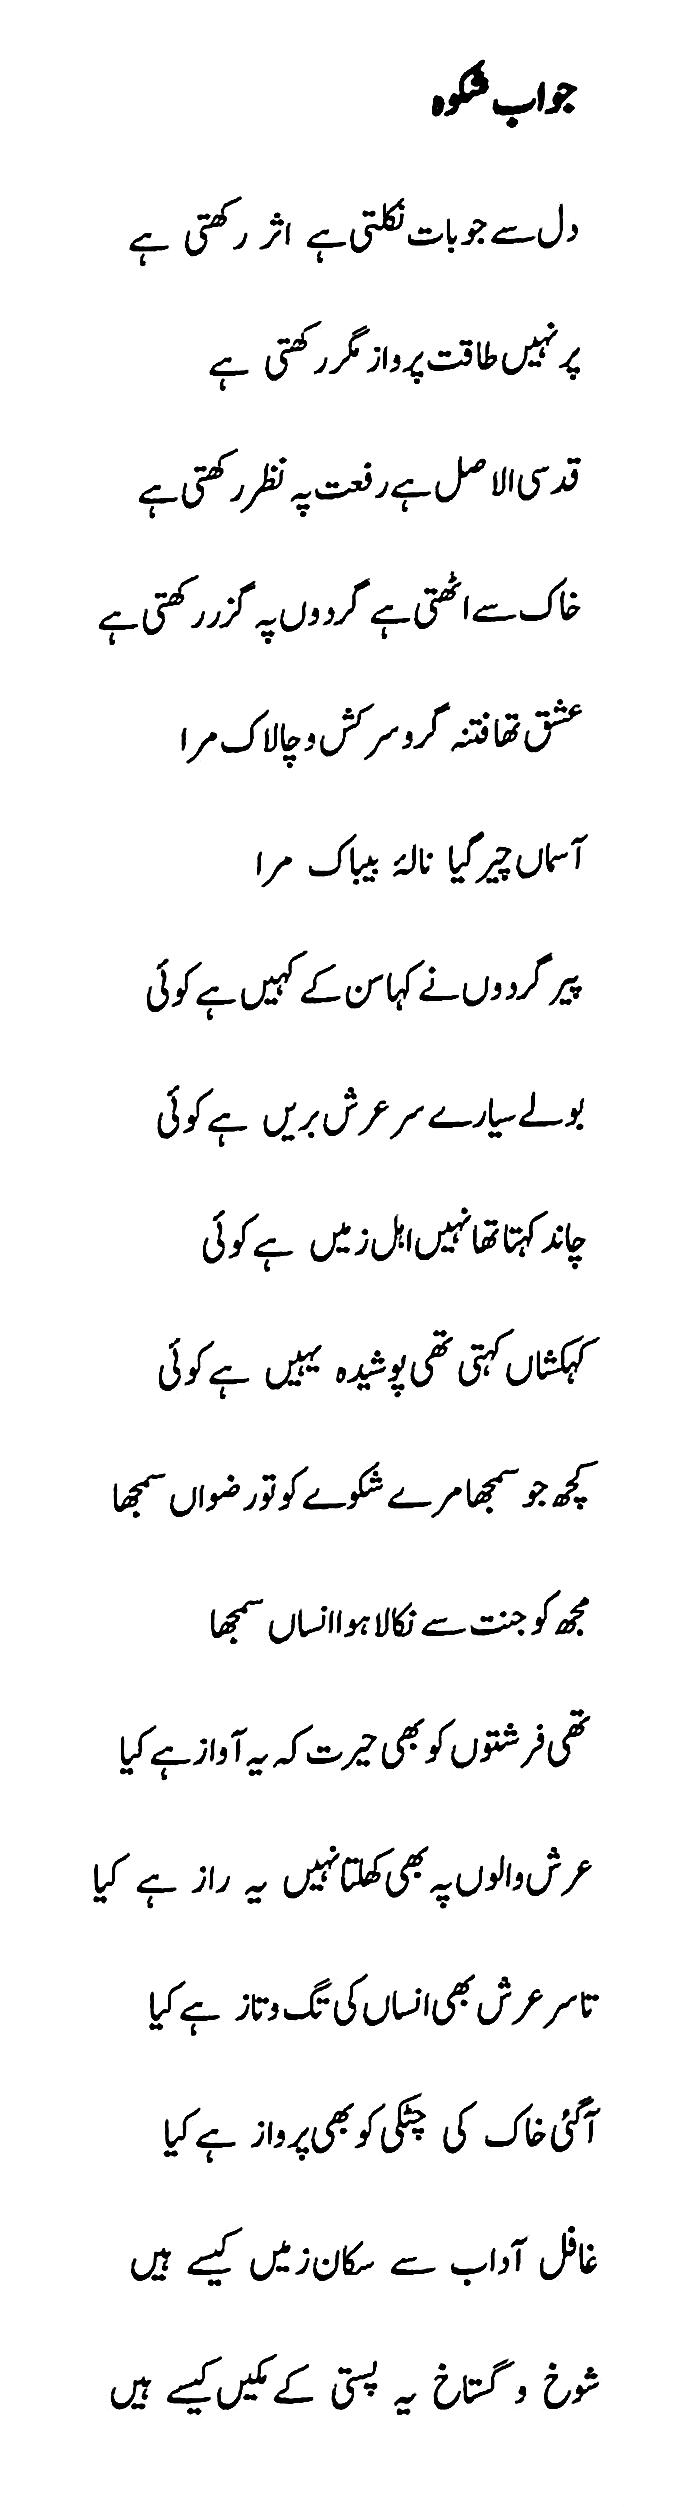 جواب شکوہ
دل سے جو بات نکلتی ہے اثر رکھتی ہے
پر نہیں طاقت پرواز مگر رکھتی ہے
قدسی الاصل ہے رفعت پہ نظر رکھتی ہے
خاک سے اٹھتی ہے گردوں پہ گزر رکھتی ہے
عشق تھا فتنہ گر و سرکش و چالاک مرا
آسماں چیر گیا نالۂ بیباک مرا
پیر گردوں نے کہا سن کے کہیں ہے کوئی
بولے سیارے سر عرش بریں ہے کوئی
چاند کہتا تھا نہیں اہل زمیں ہے کوئی
کہکشاں کہتی تھی پوشیدہ یہیں ہے کوئی
کچھ جو سمجھا مرے شکوے کو تو رضواں سمجھا
مجھ کو جنت سے نکالا ہوا انساں سمجھا
تھی فرشتوں کو بھی حیرت کہ یہ آواز ہے کیا
عرش والوں پہ بھی کھلتا نہیں یہ راز ہے کیا
تا سر عرش بھی انساں کی تگ و تاز ہے کیا
آ گئی خاک کی چٹکی کو بھی پرواز ہے کیا
غافل آداب سے سکان زمیں کیسے ہیں
شوخ و گستاخ یہ پستی کے مکیں کیسے ہیں